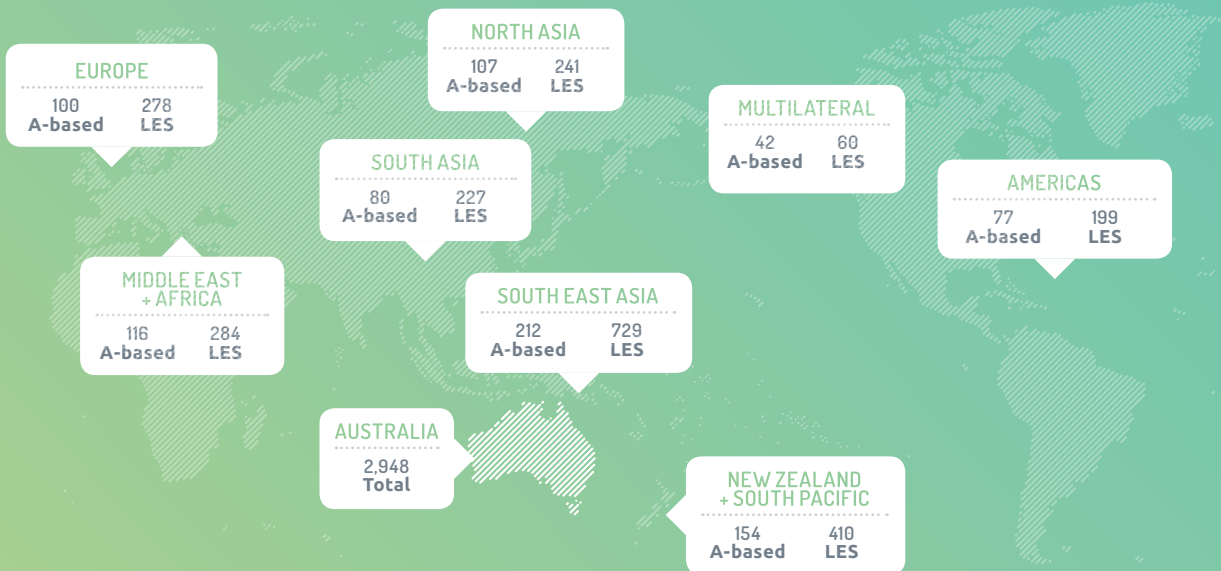 NORTH ASIA
107 241
A-based LES
EUROPE
100 278
A-based LES
MULTILATERAL
42 60
A-based LES
SOUTH ASIA
80 227
A-based LES
AMERICAS
77 199
A-based LES
MIDDLE EAST
+ AFRICA
116 284
A-based LES
SOUTH EAST ASIA
212 729
A-based LES
AUSTRALIA
2,948
Total
NEW ZEALAND
+ SOUTH PACIFIC
154 410
A-based LES